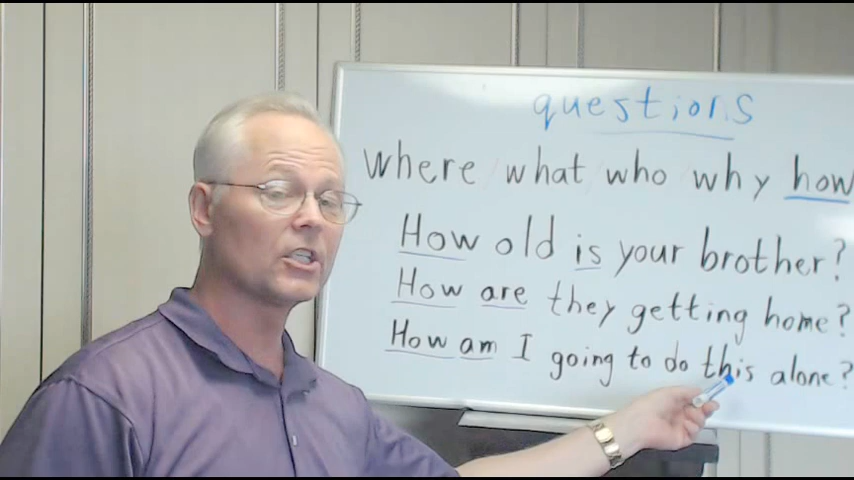 questions
where what who why how
How old is your brother?
How are they getting home?
How am I going to do this alone?